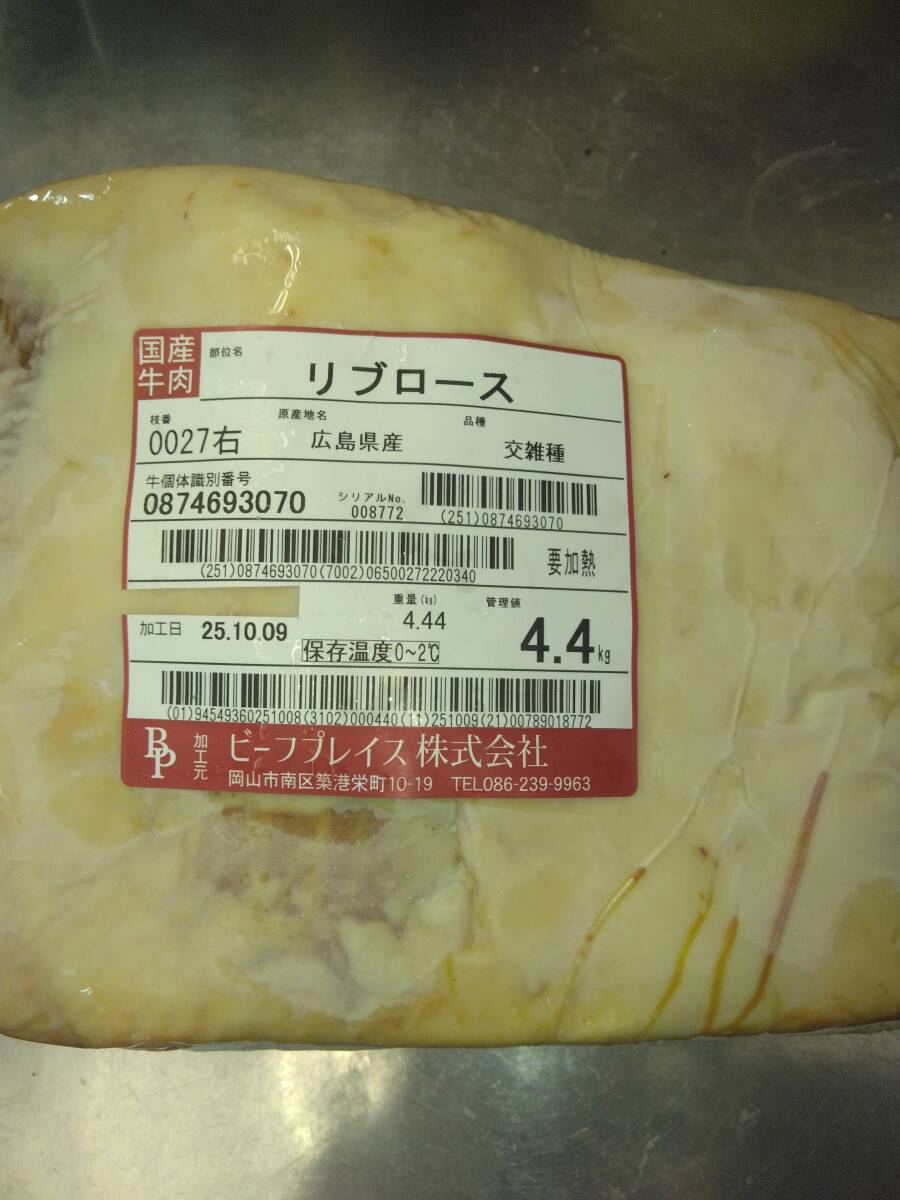 国産
牛肉
部位名
リブロース
枝番
0027右
原産地名
広島県産
品種
交雑種
牛個体識別番号
0874693070
シリアルNo.
008772
(251)0874693070
(251)0874693070(7002)06500272220340
要加熱
加工日 25.10.09
重量(kg)
4.44
管理値
4.4kg
保存温度0~2℃
(01)94549360251008(3102)000440(11)251009(21)00789018772
BP
加工元
ビーフプレイス株式会社
岡山市南区築港栄町10-19 TEL086-239-9963